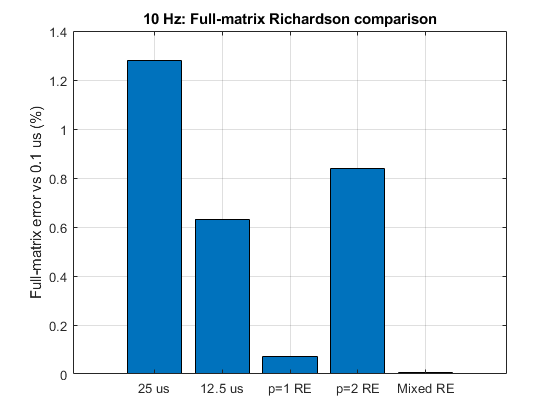 10 Hz: Full-matrix Richardson comparison
Full-matrix error vs 0.1 us (%)
1.4
1.2
1
0.8
0.6
0.4
0.2
0
25 us
12.5 us
p=1 RE
p=2 RE
Mixed RE